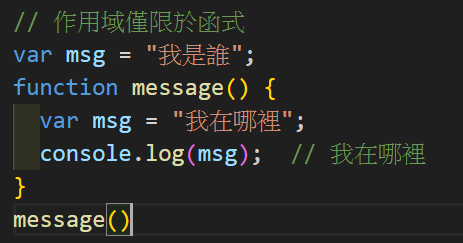 // 作用域僅限於函式
var msg = "我是誰";
function message() {
  var msg = "我在哪裡";
  console.log(msg);  // 我在哪裡
}
message()